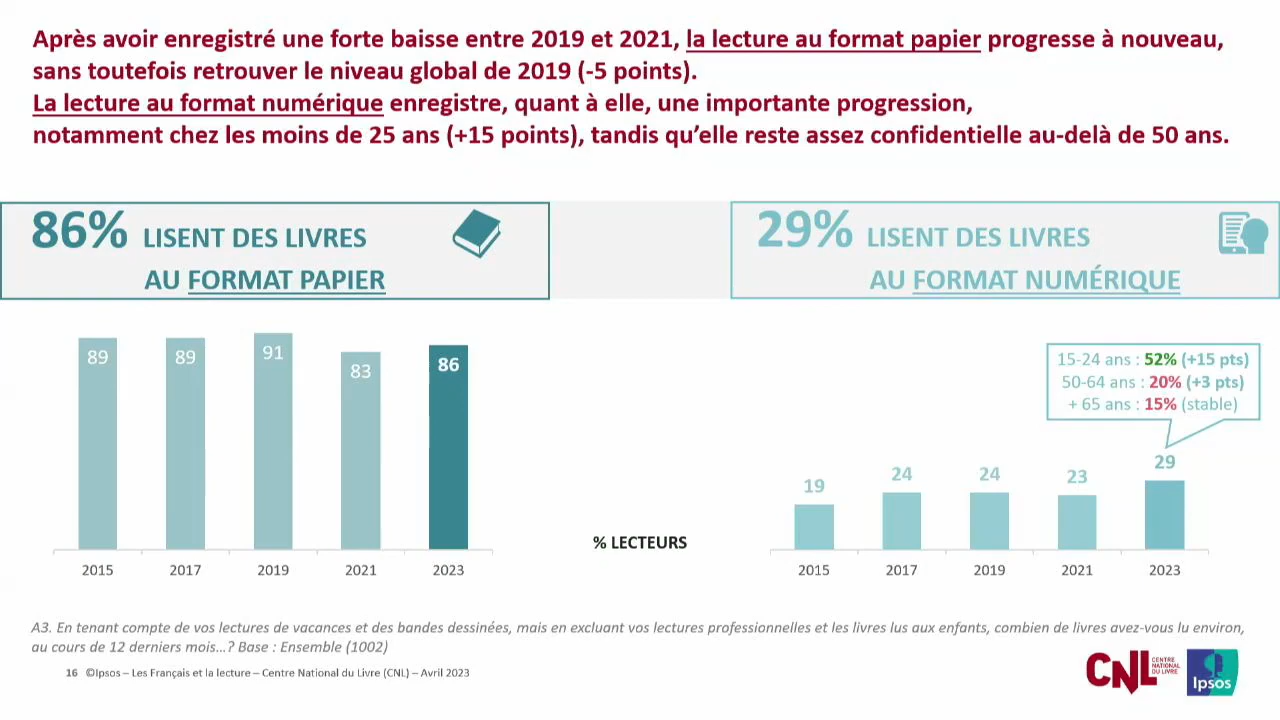 Après avoir enregistré une forte baisse entre 2019 et 2021, la lecture au format papier progresse à nouveau,
sans toutefois retrouver le niveau global de 2019 (-5 points).
La lecture au format numérique enregistre, quant à elle, une importante progression,
notamment chez les moins de 25 ans (+15 points), tandis qu’elle reste assez confidentielle au-delà de 50 ans.
86% LISENT DES LIVRES
AU FORMAT PAPIER
29% LISENT DES LIVRES
AU FORMAT NUMÉRIQUE
89
89
91
83
86
2015
2017
2019
2021
2023
% LECTEURS
15-24 ans : 52% (+15 pts)
50-64 ans : 20% (+3 pts)
+ 65 ans : 15% (stable)
19
24
24
23
29
2015
2017
2019
2021
2023
A3. En tenant compte de vos lectures de vacances et des bandes dessinées, mais en excluant vos lectures professionnelles et les livres lus aux enfants, combien de livres avez-vous lu environ,
au cours de 12 derniers mois…? Base : Ensemble (1002)
16 ©Ipsos – Les Français et la lecture – Centre National du Livre (CNL) – Avril 2023
CNL
CENTRE
NATIONAL
DU LIVRE
Ipsos